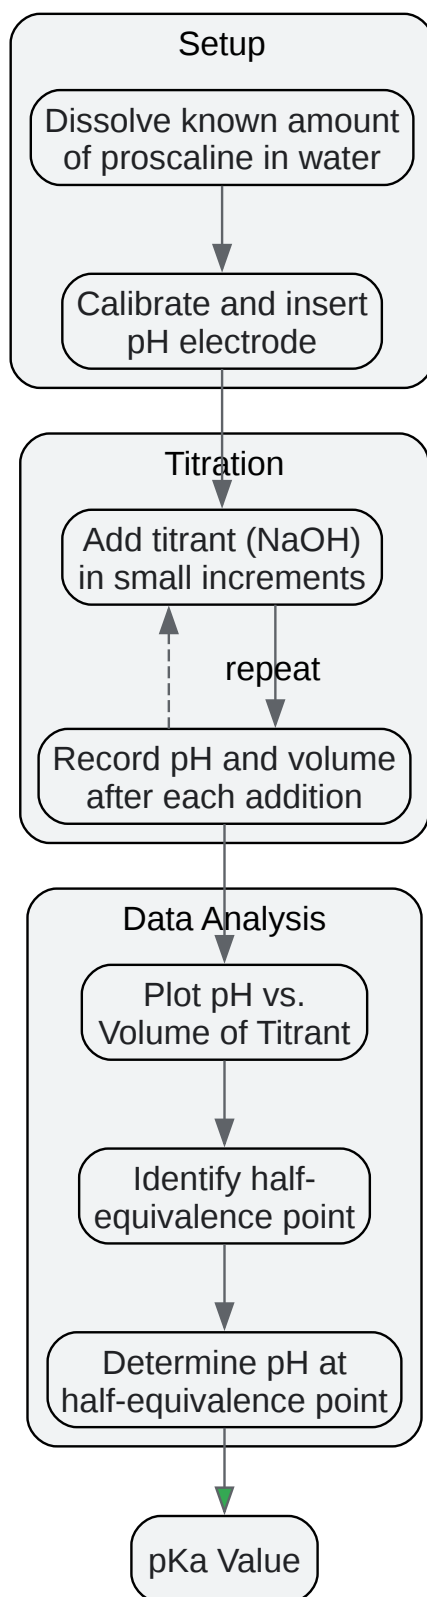 Setup
Dissolve known amount
of proscaline in water
Calibrate and insert
pH electrode
Titration
Add titrant (NaOH)
in small increments
repeat
Record pH and volume
after each addition
Data Analysis
Plot pH vs.
Volume of Titrant
Identify half-
equivalence point
Determine pH at
half-equivalence point
pKa Value